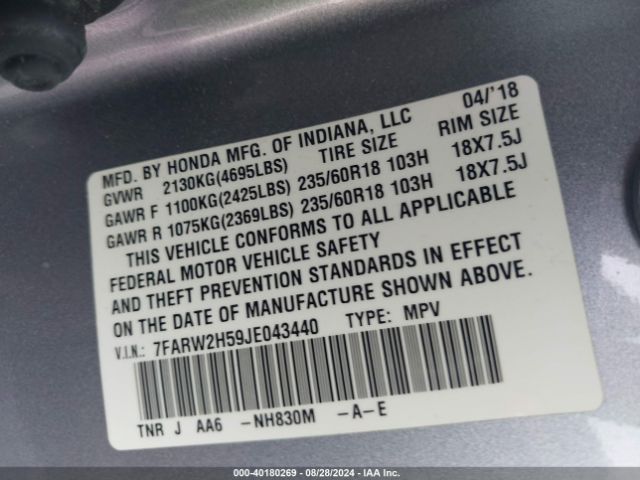 MFD. BY HONDA MFG. OF INDIANA, LLC 04/'18
GVWR 2130KG(4695LBS) TIRE SIZE RIM SIZE
GAWR F 1100KG(2425LBS) 235/60R18 103H 18X7.5J
GAWR R 1075KG(2369LBS) 235/60R18 103H 18X7.5J
THIS VEHICLE CONFORMS TO ALL APPLICABLE
FEDERAL MOTOR VEHICLE SAFETY
AND THEFT PREVENTION STANDARDS IN EFFECT
ON THE DATE OF MANUFACTURE SHOWN ABOVE.
V.I.N.: 7FARW2H59JE043440 TYPE: MPV
TNR J AA6 -NH830M -A-E
000-40180269 - 08/28/2024 - IAA Inc.